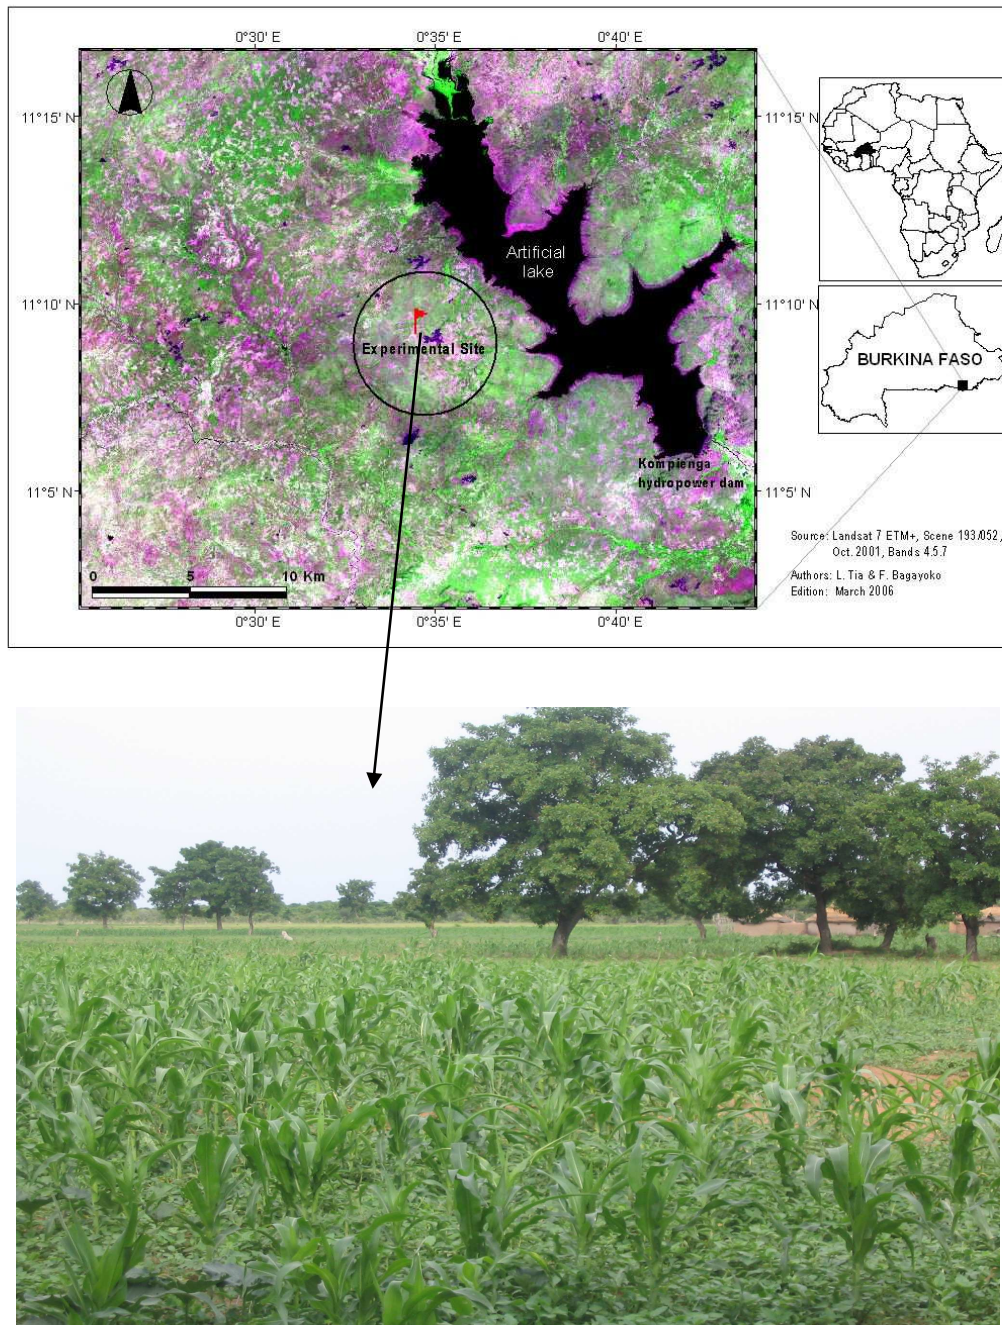 0°30' E 0°35' E 0°40' E
11°15' N 11°15' N
Artificial
lake
11°10' N 11°10' N
Experimental Site
BURKINA FASO
Kompienga
hydropower dam
11°5' N 11°5' N
Source: Landsat 7 ETM+, Scene 193/052,
Oct. 2001, Bands 4.5.7
Authors: L. Tia & F. Bagayoko
Edition: March 2006
0 5 10 Km
0°30' E 0°35' E 0°40' E